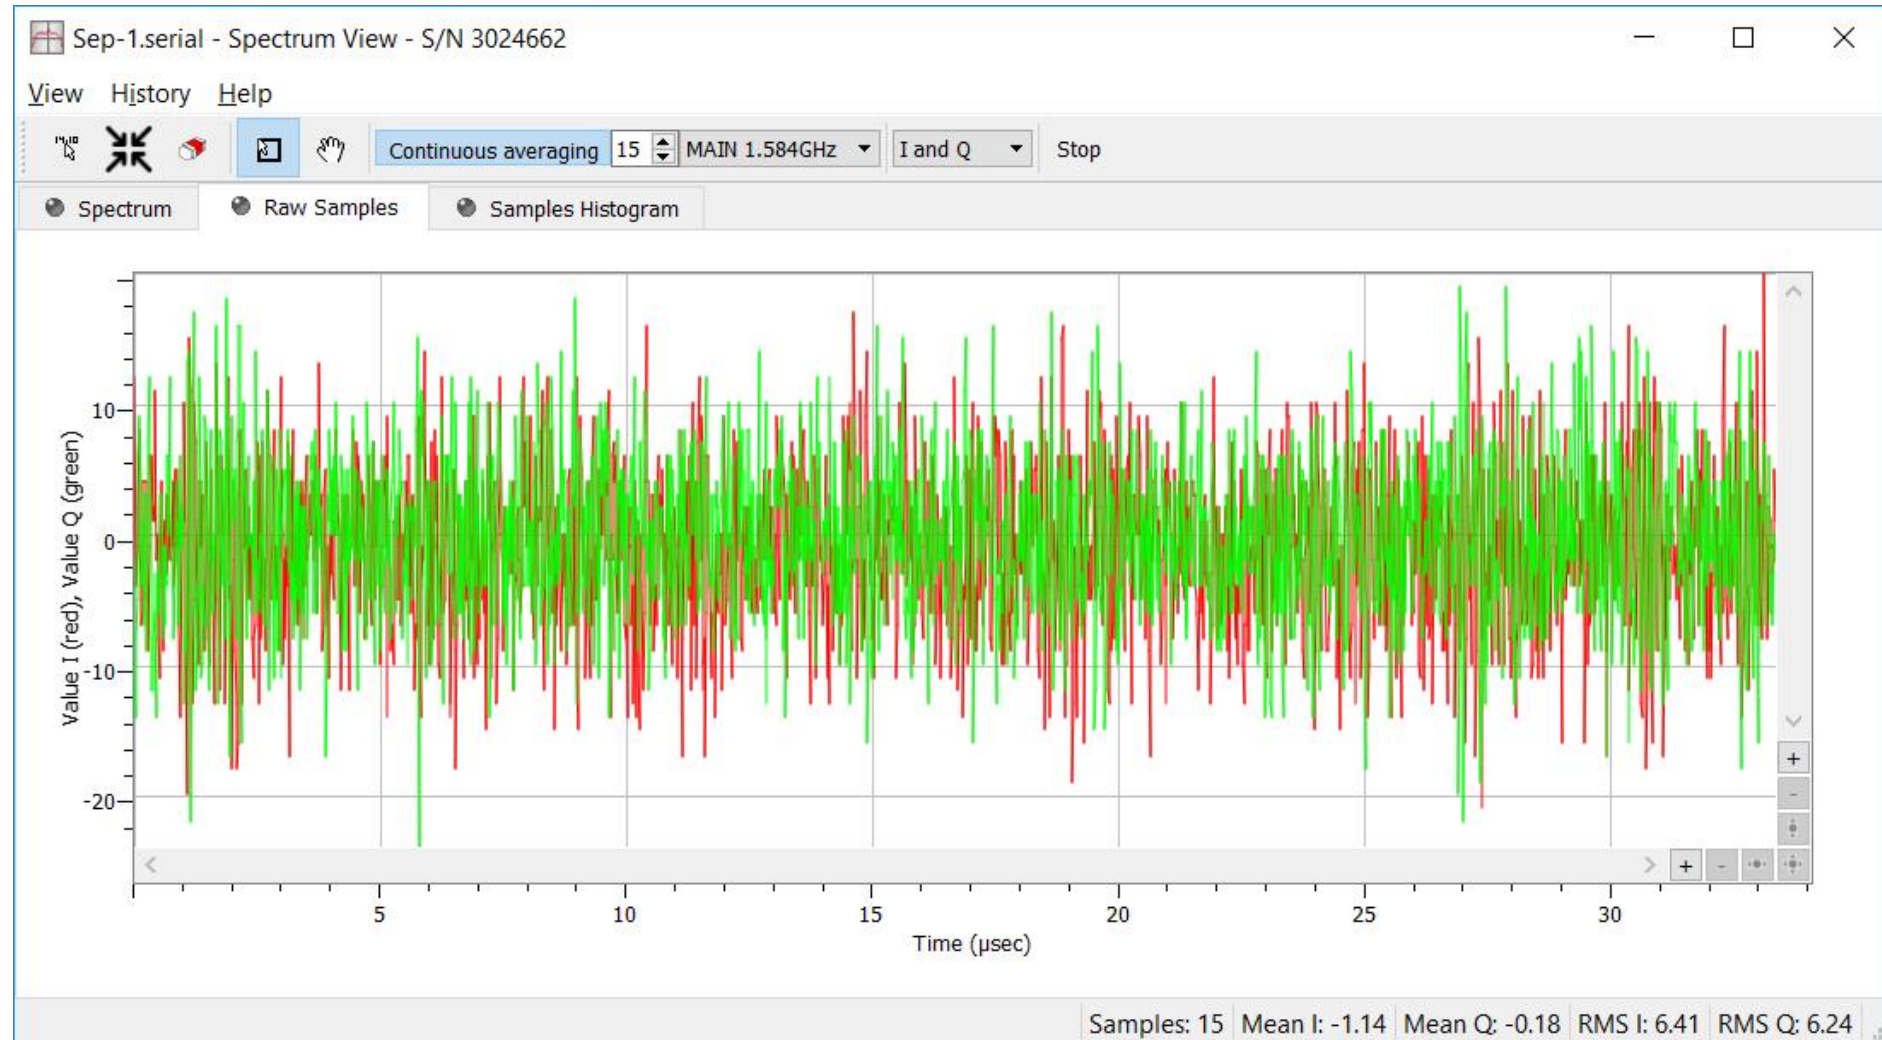 Sep-1.serial - Spectrum View - S/N 3024662
View History Help
Continuous averaging 15 MAIN 1.584GHz I and Q Stop
Spectrum Raw Samples Samples Histogram
Value I (red), Value Q (green)
10
0
-10
-20
+
-
+ -
5 10 15 20 25 30
Time (µsec)
Samples: 15 Mean I: -1.14 Mean Q: -0.18 RMS I: 6.41 RMS Q: 6.24